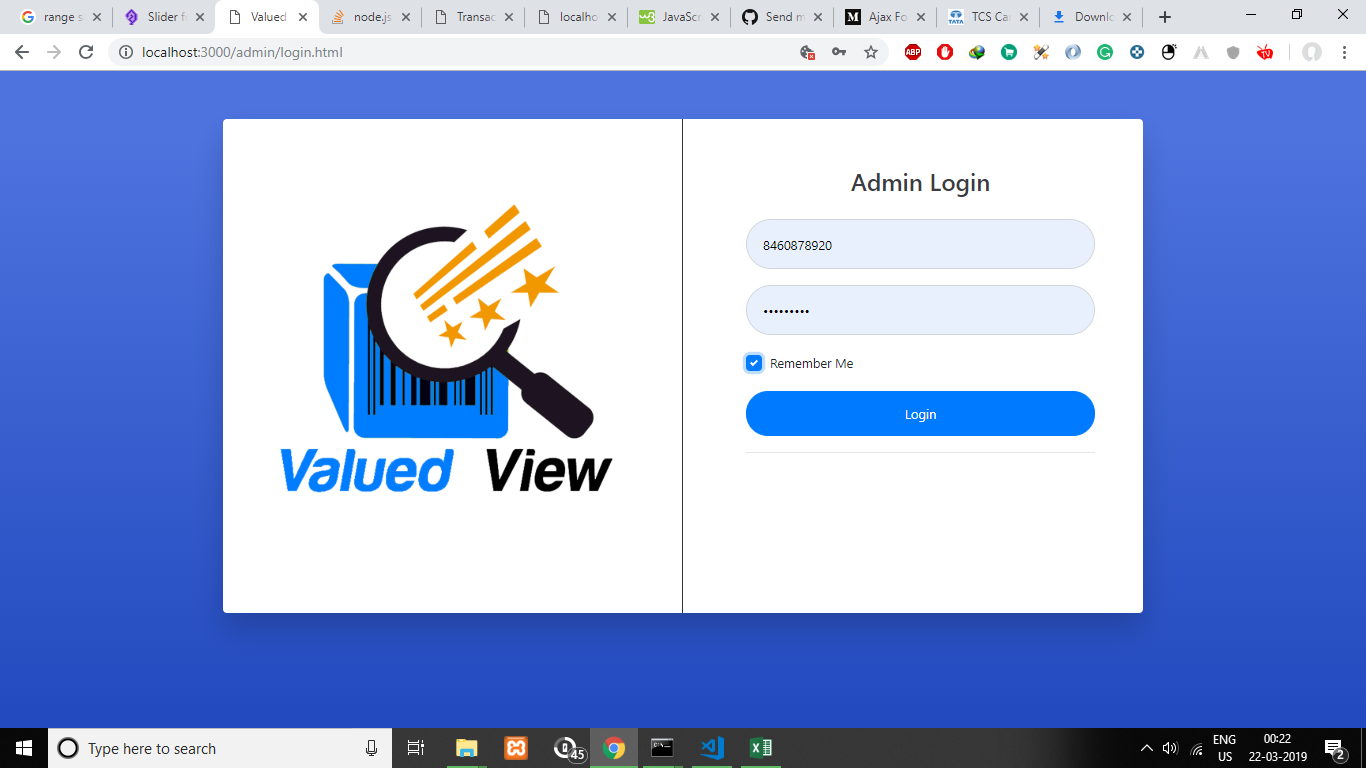 range s
Slider f
Valued
node.js
Transac
localho
JavaScr
Send m
Ajax Fo
TCS Ca
Downlo
localhost:3000/admin/login.html
ABP
TV
Admin Login
8460878920
•••••••••
Remember Me
Login
Valued View
Type here to search
45
ENG
US
00:22
22-03-2019
2